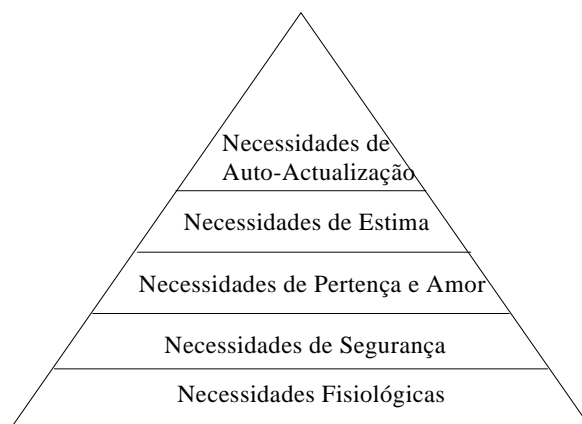 Necessidades de
Auto-Actualização
Necessidades de Estima
Necessidades de Pertença e Amor
Necessidades de Segurança
Necessidades Fisiológicas